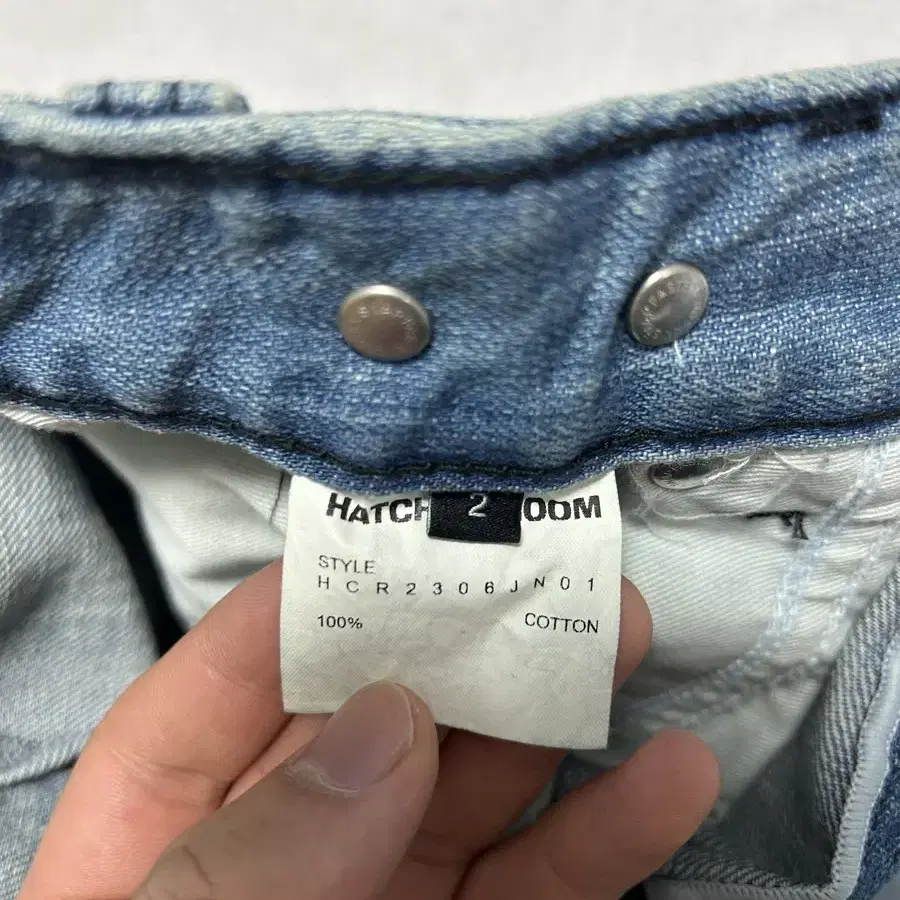 HATCH OOM
2
STYLE
HCR2306JN01
100% COTTON